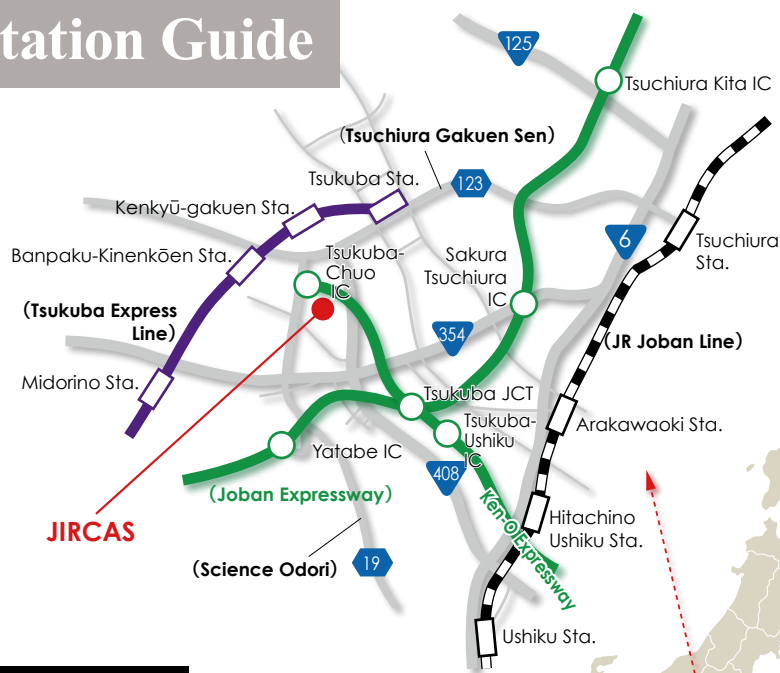 tation Guide
125
Tsuchiura Kita IC
(Tsuchiura Gakuen Sen)
Tsukuba Sta.
123
Kenkyū-gakuen Sta.
6
Tsuchiura
Sta.
Banpaku-Kinenkōen Sta.
Tsukuba-
Chuo
IC
Sakura
Tsuchiura
IC
(Tsukuba Express
Line)
354
(JR Joban Line)
Midorino Sta.
Tsukuba JCT
Tsukuba-
Ushiku
IC
Arakawaoki Sta.
Yatabe IC
408
(Joban Expressway)
Ken-O Expressway
JIRCAS
Hitachino
Ushiku Sta.
(Science Odori)
19
Ushiku Sta.